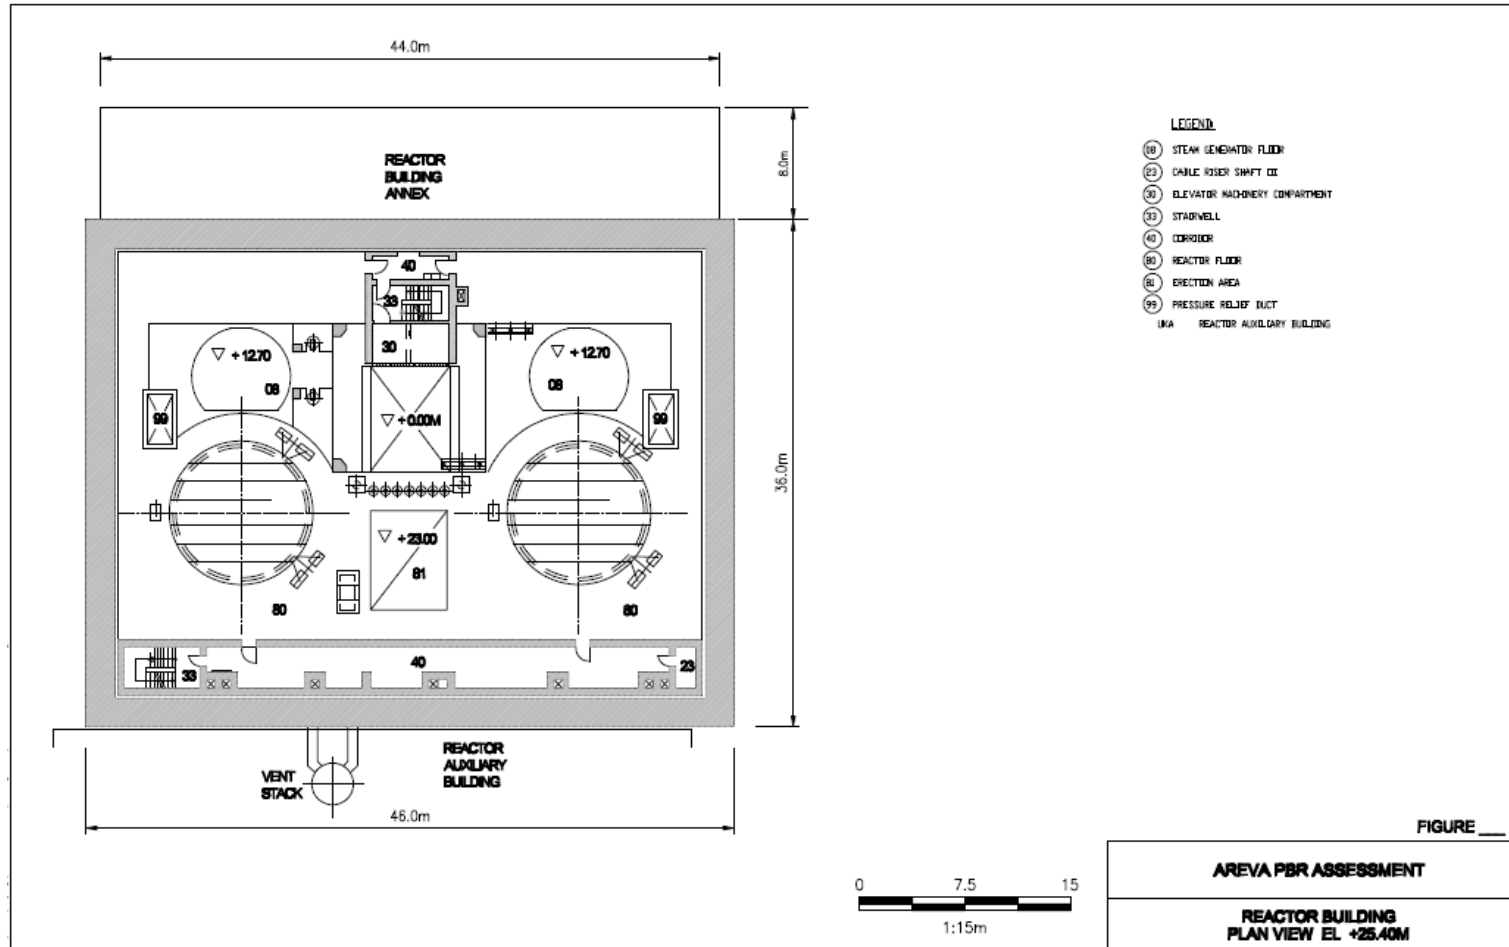 44.0m
REACTOR
BUILDING
ANNEX
8.0m
LEGEND
08 STEAM GENERATOR FLOOR
23 CABLE RISER SHAFT III
30 ELEVATOR MACHINERY COMPARTMENT
33 STAIRWELL
40 CORRIDOR
80 REACTOR FLOOR
81 ERECTION AREA
99 PRESSURE RELIEF DUCT
UKA REACTOR AUXILIARY BUILDING
40
33
30
+ 12.70
08
+ 12.70
08
99
+ 0.00M
99
36.0m
+ 23.00
81
80
80
33
40
23
REACTOR
AUXILIARY
BUILDING
VENT
STACK
46.0m
0 7.5 15
1:15m
FIGURE ___
AREVA PBR ASSESSMENT
REACTOR BUILDING
PLAN VIEW EL +25.40M